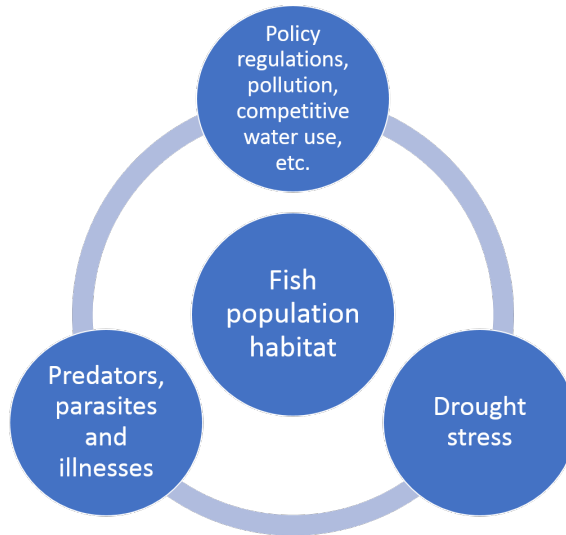 Policy
regulations,
pollution,
competitive
water use,
etc.
Fish
population
habitat
Predators,
parasites
and
illnesses
Drought
stress